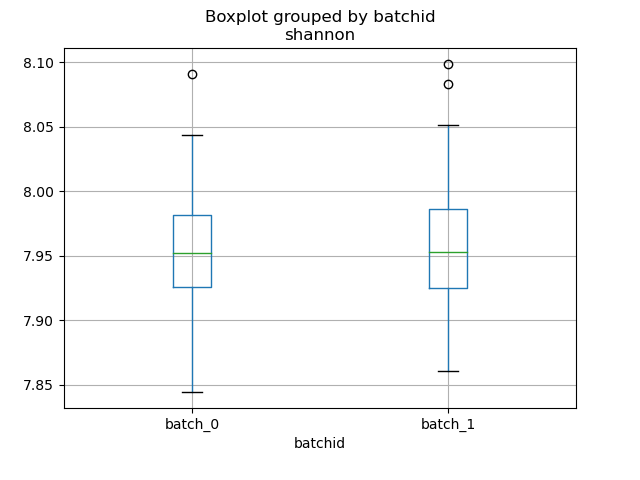 Boxplot grouped by batchid
shannon
8.10
8.05
8.00
7.95
7.90
7.85
batch_0
batch_1
batchid